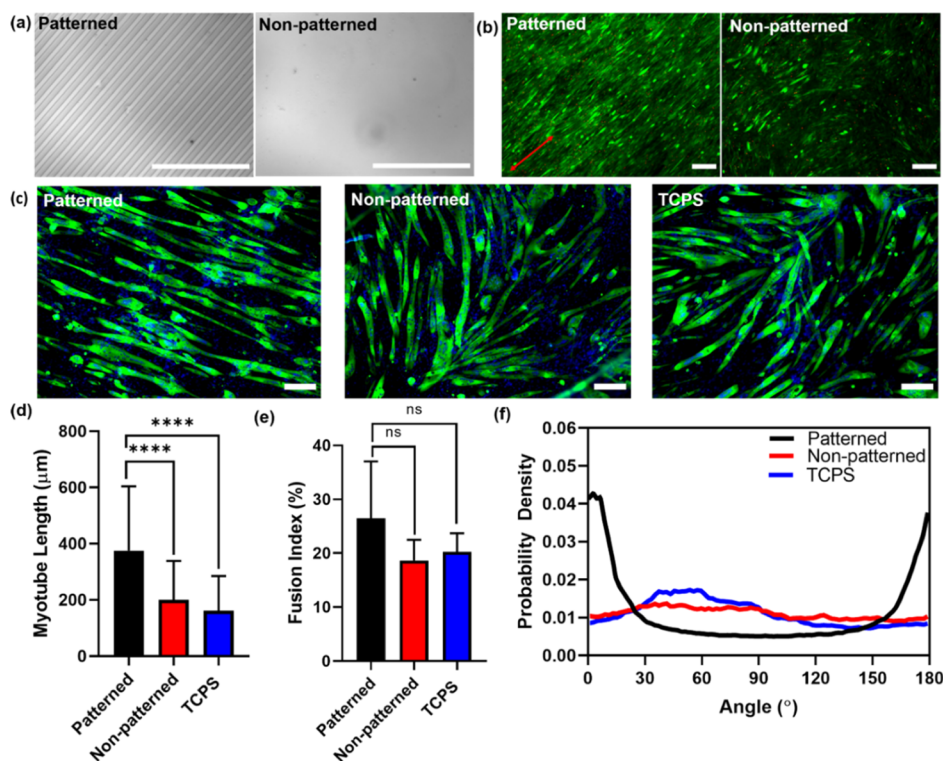 (a)
Patterned
Non-patterned
(b)
Patterned
Non-patterned
(c)
Patterned
Non-patterned
TCPS
(d)
Myotube Length (μm)
800
600
400
200
0
****
****
Patterned
Non-patterned
TCPS
(e)
Fusion Index (%)
40
30
20
10
0
ns
ns
Patterned
Non-patterned
TCPS
(f)
Probability Density
0.06
0.05
0.04
0.03
0.02
0.01
0.00
Patterned
Non-patterned
TCPS
0 30 60 90 120 150 180
Angle (°)